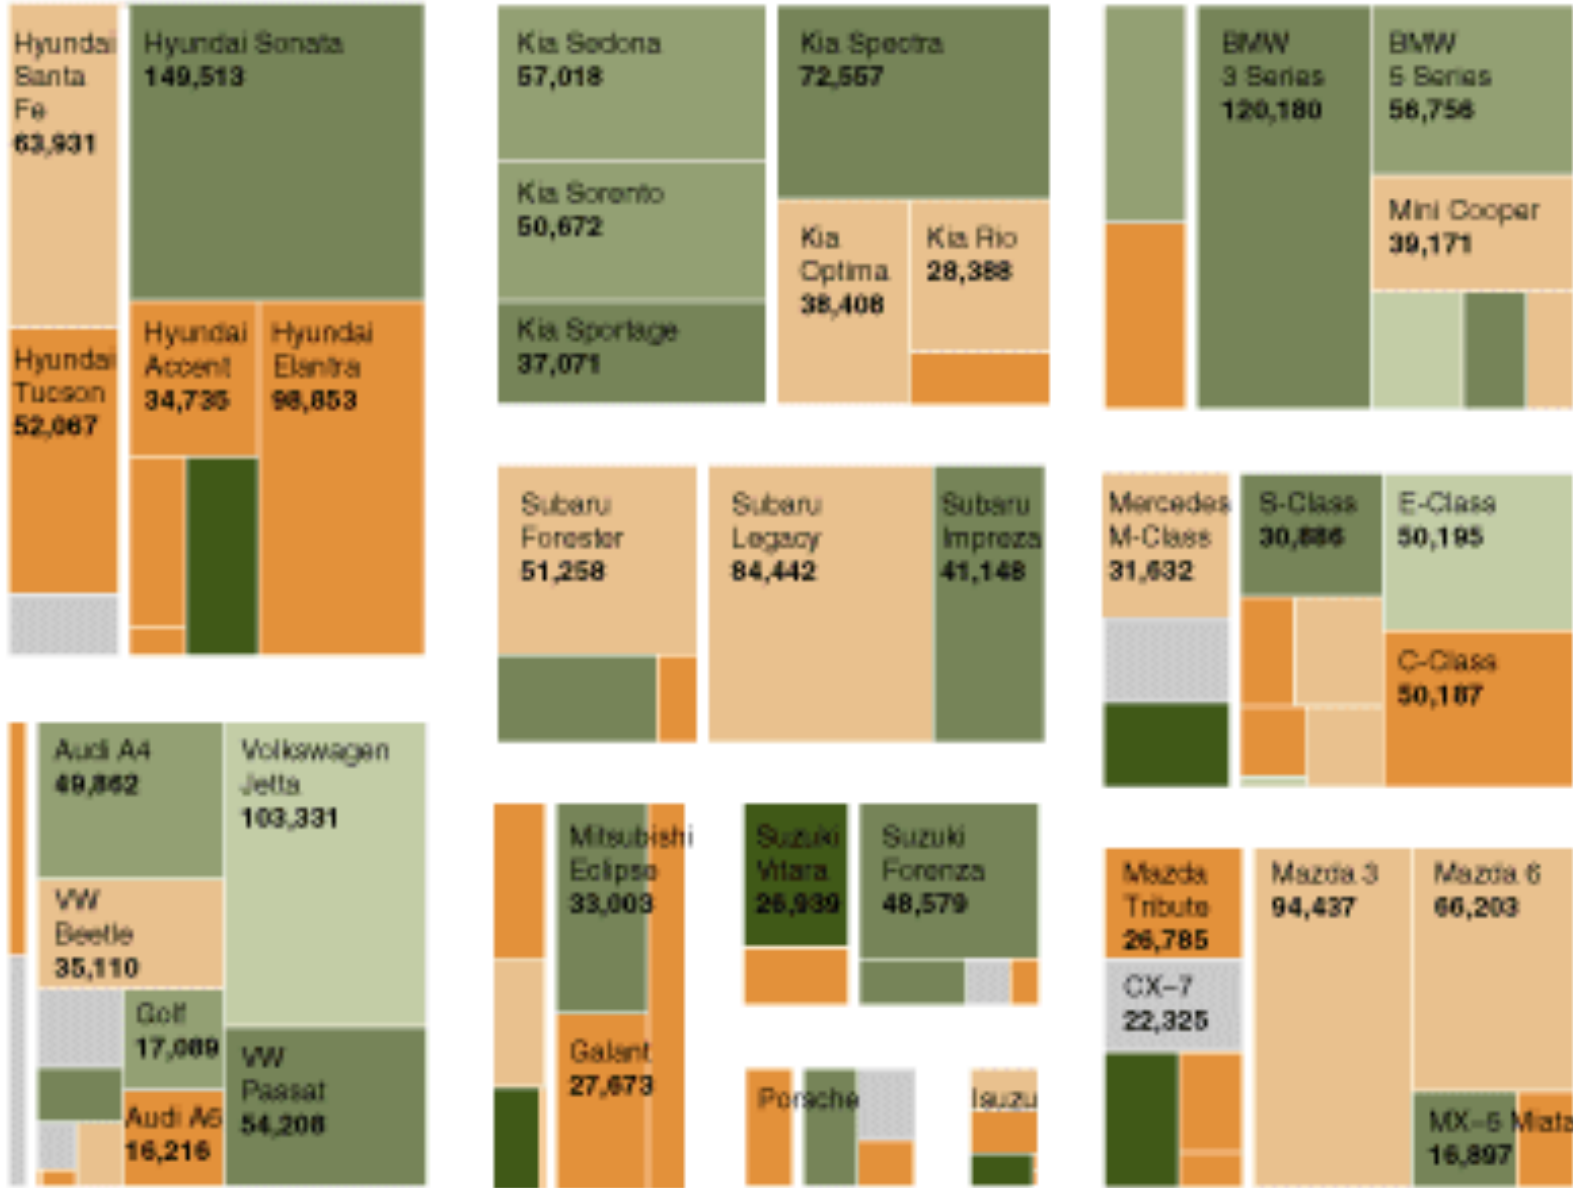 Hyundai
Santa
Fe
63,931
Hyundai Sonata
149,513
Hyundai
Tucson
52,067
Hyundai
Accent
34,735
Hyundai
Elantra
98,853
Kia Sedona
57,018
Kia Sorento
50,672
Kia Sportage
37,071
Kia Spectra
72,557
Kia
Optima
38,408
Kia Rio
28,388
BMW
3 Series
120,180
BMW
5 Series
56,756
Mini Cooper
39,171
Subaru
Forester
51,258
Subaru
Legacy
84,442
Subaru
Impreza
41,148
Mercedes
M-Class
31,632
S-Class
30,886
E-Class
50,195
C-Class
50,187
Audi A4
49,862
Volkswagen
Jetta
103,331
VW
Beetle
35,110
Golf
17,089
VW
Passat
54,208
Audi A6
16,216
Mitsubishi
Eclipse
33,003
Galant
27,673
Suzuki
Vitara
26,939
Suzuki
Forenza
48,579
Porsche
Isuzu
Mazda
Tribute
26,785
CX–7
22,325
Mazda 3
94,437
Mazda 6
66,203
MX–5 Miata
16,897